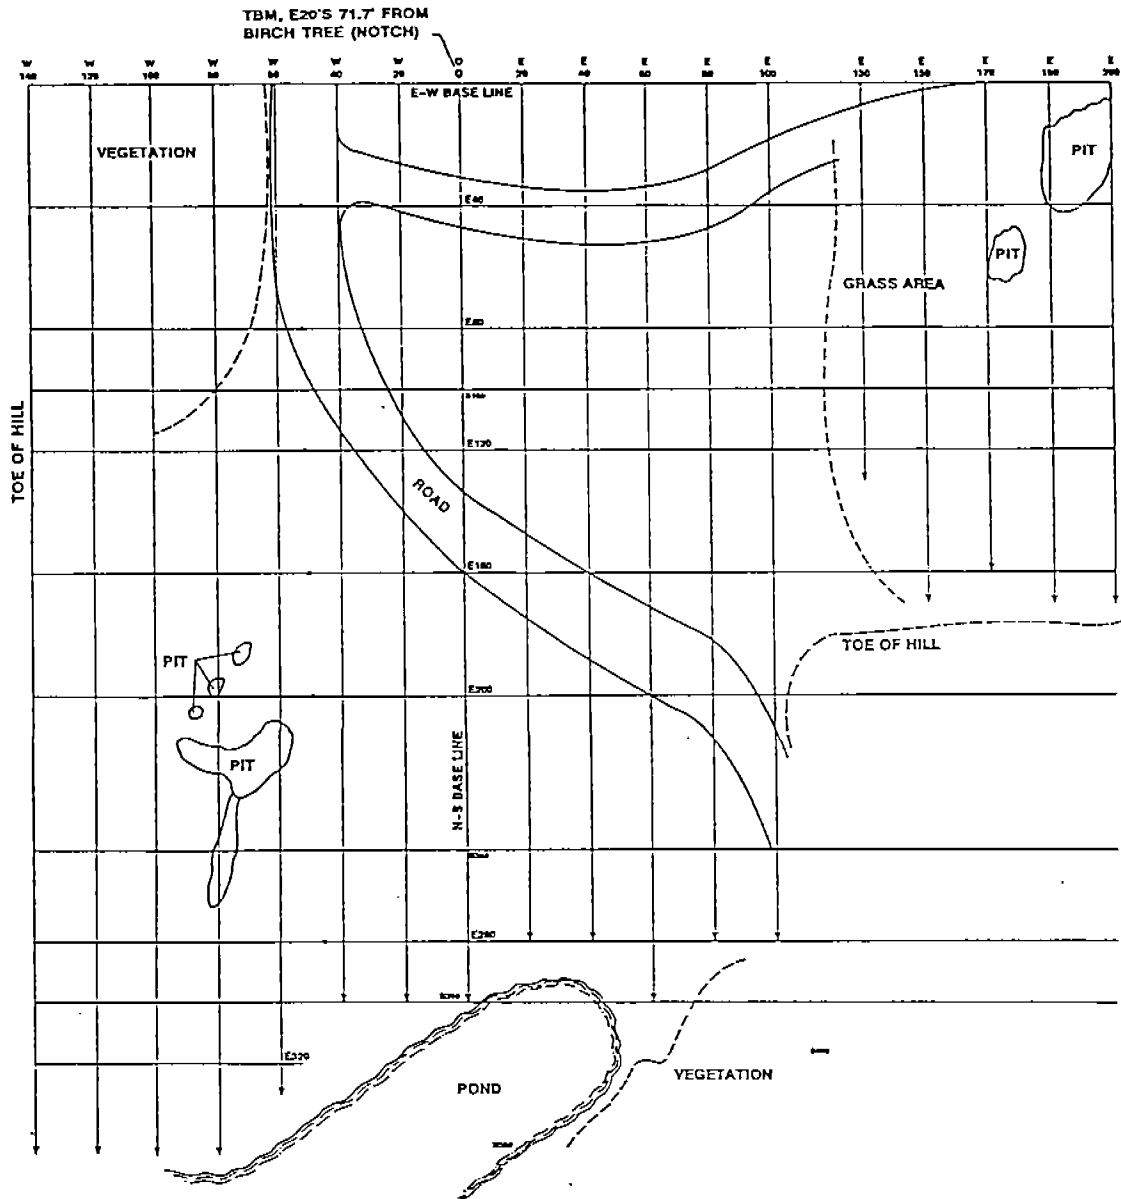 TBM, E20'S 71.7' FROM
BIRCH TREE (NOTCH)
W W W W W W W O E E E E E E E E E E
140 120 100 80 60 40 20 0 20 40 60 80 100 130 150 170 190 200
E-W BASE LINE
VEGETATION
PIT
E40
PIT
GRASS AREA
E80
TOE OF HILL
E120
ROAD
E160
TOE OF HILL
PIT
E200
PIT
N-S BASE LINE
E280
E320
VEGETATION
POND